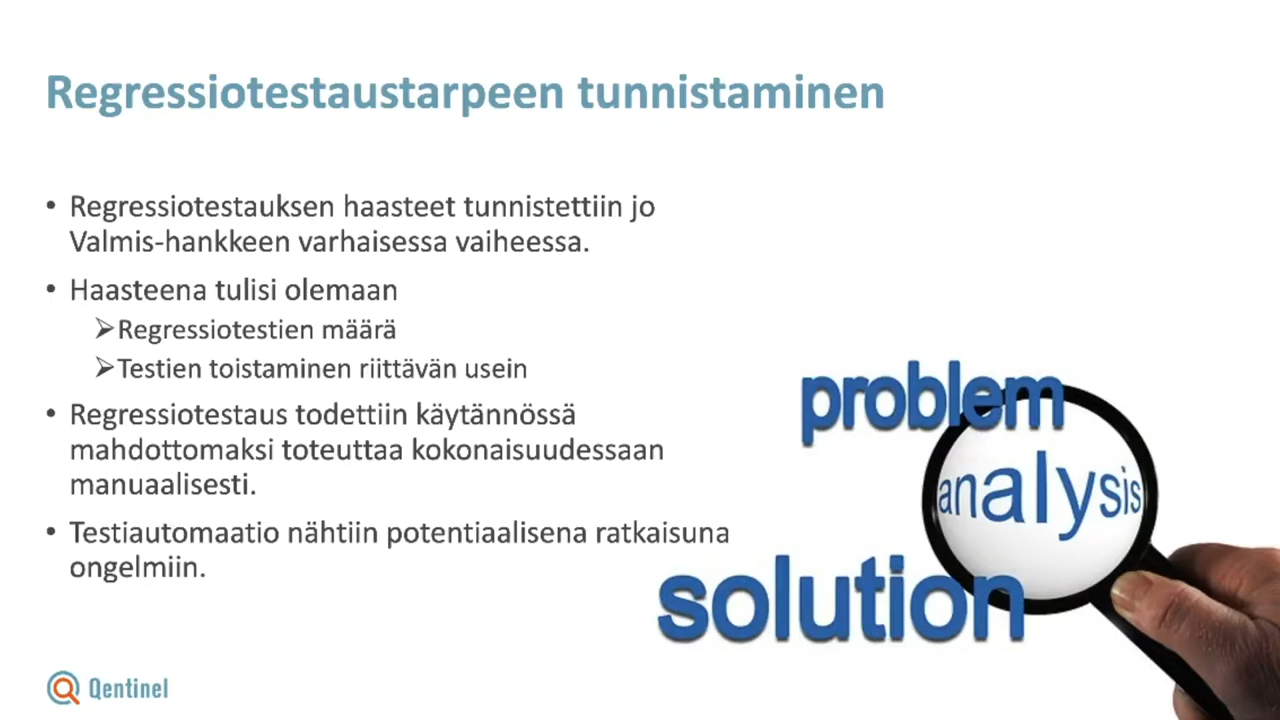 Regressiotestaustarpeen tunnistaminen
• Regressiotestauksen haasteet tunnistettiin jo
Valmis-hankkeen varhaisessa vaiheessa.
• Haasteena tulisi olemaan
➢Regressiotestien määrä
➢Testien toistaminen riittävän usein
• Regressiotestaus todettiin käytännössä
mahdottomaksi toteuttaa kokonaisuudessaan
manuaalisesti.
• Testiautomaatio nähtiin potentiaalisena ratkaisuna
ongelmiin.
problem
analysis
solution
Qentinel